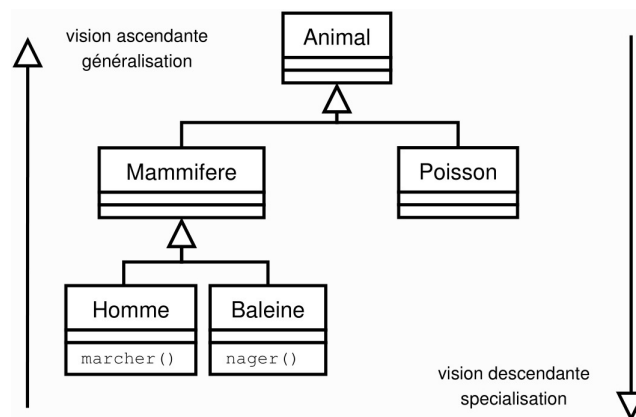 vision ascendante
généralisation
Animal
Mammifere
Poisson
Homme
Baleine
marcher()
nager()
vision descendante
specialisation